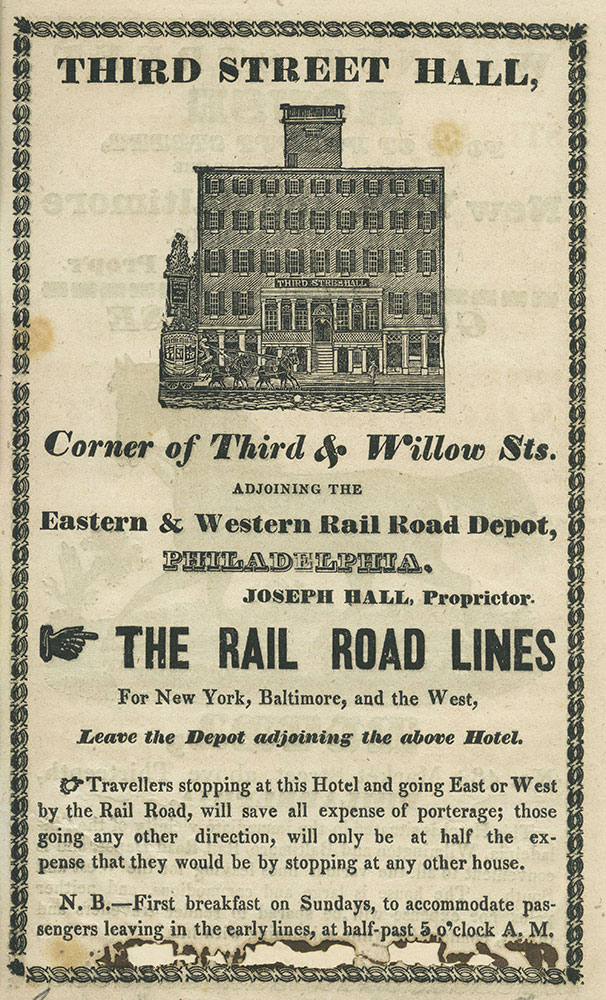 THIRD STREET HALL,
THIRD STREEHALL
Corner of Third & Willow Sts.
ADJOINING THE
Eastern & Western Rail Road Depot,
PHILADELPHIA.
JOSEPH HALL, Proprictor.
☞ THE RAIL ROAD LINES
For New York, Baltimore, and the West,
Leave the Depot adjoining the above Hotel.
☞Travellers stopping at this Hotel and going East or West
by the Rail Road, will save all expense of porterage; those
going any other direction, will only be at half the ex-
pense that they would be by stopping at any other house.
N. B.—First breakfast on Sundays, to accommodate pas-
sengers leaving in the early lines, at half-past 5 o'clock A. M.